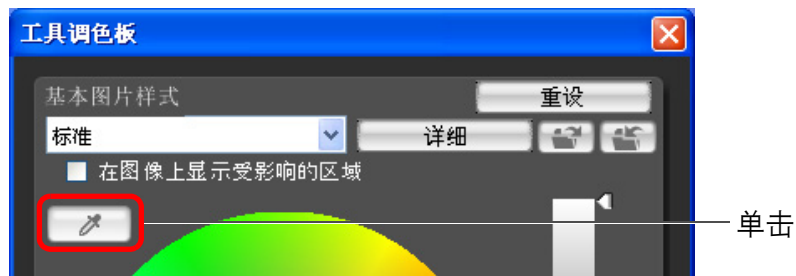 工具调色板
基本图片样式 重设
标准 详细
在图像上显示受影响的区域
单击